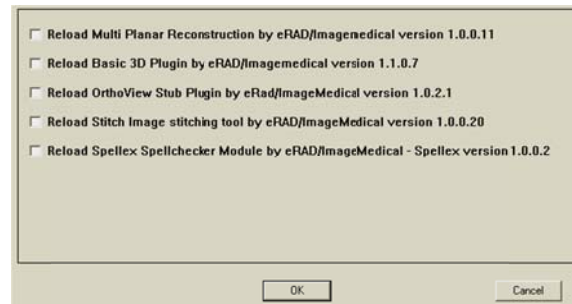 Reload Multi Planar Reconstruction by eRAD/Imagemedical version 1.0.0.11
Reload Basic 3D Plugin by eRAD/Imagemedical version 1.1.0.7
Reload OrthoView Stub Plugin by eRad/ImageMedical version 1.0.2.1
Reload Stitch Image stitching tool by eRAD/ImageMedical version 1.0.0.20
Reload Spellex Spellchecker Module by eRAD/ImageMedical - Spellex version 1.0.0.2
OK Cancel